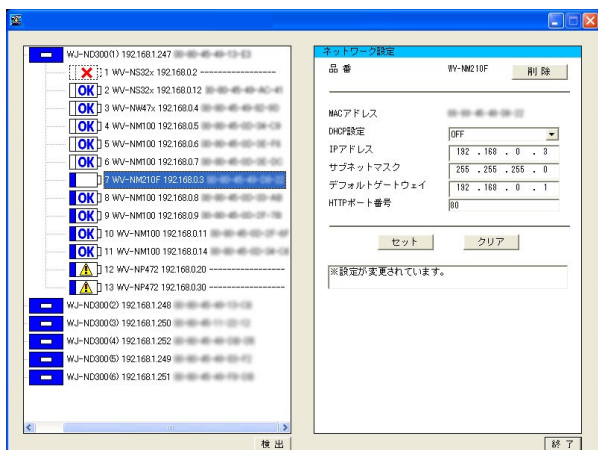 WJ-ND300(1) 192.168.1.247
1 WV-NS32x 192.168.0.2 -----------------
OK 2 WV-NS32x 192.168.0.12
OK 3 WV-NW47x 192.168.0.4
OK 4 WV-NM100 192.168.0.5
OK 5 WV-NM100 192.168.0.6
OK 6 WV-NM100 192.168.0.7
7 WV-NM210F 192.168.0.3
OK 8 WV-NM100 192.168.0.8
OK 9 WV-NM100 192.168.0.9
OK 10 WV-NM100 192.168.0.11
OK 11 WV-NM100 192.168.0.14
12 WV-NP472 192.168.0.20 -----------------
13 WV-NP472 192.168.0.30 -----------------
WJ-ND300(2) 192.168.1.248
WJ-ND300(3) 192.168.1.250
WJ-ND300(4) 192.168.1.252
WJ-ND300(5) 192.168.1.249
WJ-ND300(6) 192.168.1.251
検出
ネットワーク設定
品番 WV-NM210F 削除
MACアドレス
DHCP設定 OFF
IPアドレス 192 . 168 . 0 . 3
サブネットマスク 255 . 255 . 255 . 0
デフォルトゲートウェイ 192 . 168 . 0 . 1
HTTPポート番号 80
セット クリア
※設定が変更されています。
終了